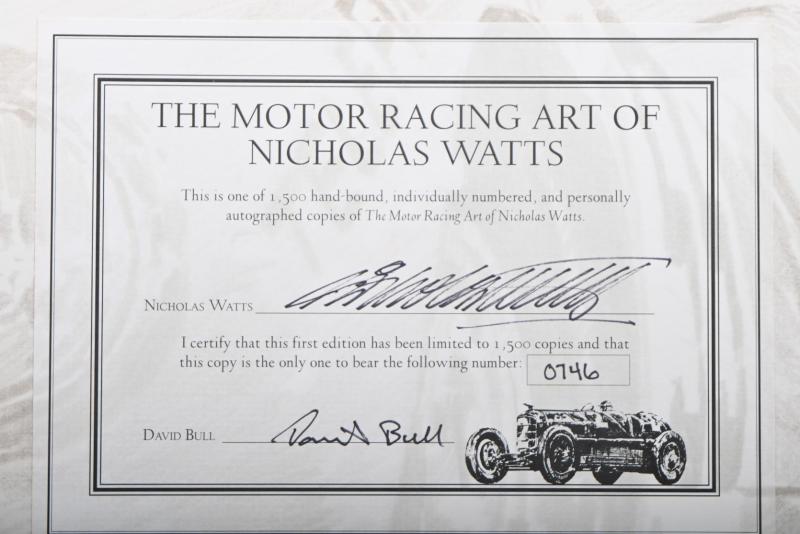 THE MOTOR RACING ART OF
NICHOLAS WATTS
This is one of 1,500 hand-bound, individually numbered, and personally
autographed copies of The Motor Racing Art of Nicholas Watts.
NICHOLAS WATTS Nicholas Watts
I certify that this first edition has been limited to 1,500 copies and that
this copy is the only one to bear the following number: 0746
DAVID BULL David Bull